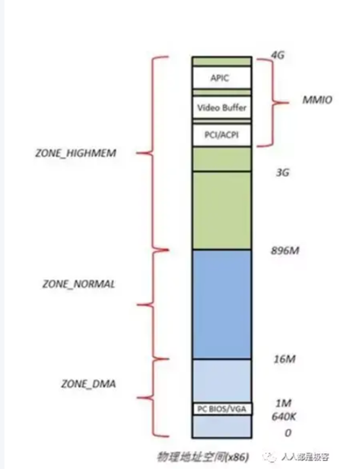 4G
APIC
MMIO
Video Buffer
PCI/ACPI
ZONE_HIGHMEM
3G
896M
ZONE_NORMAL
16M
ZONE_DMA
1M
PC BIOS/VGA
640K
0
物理地址空间(x86)
人人都是极客